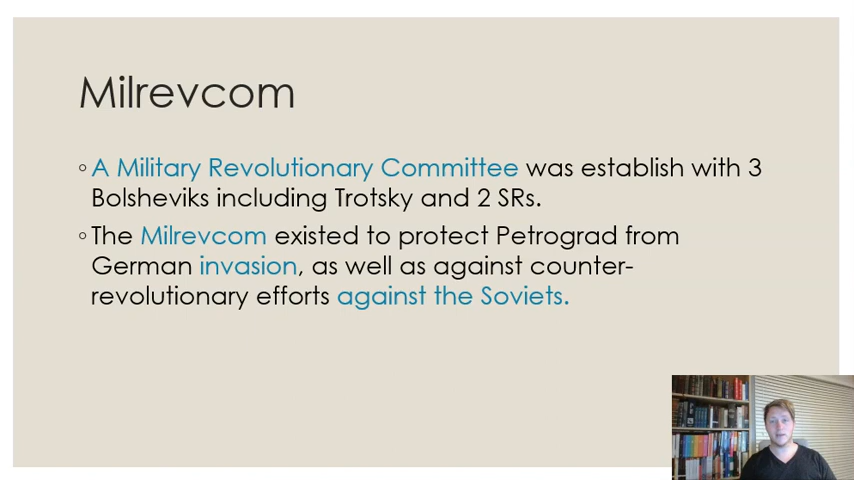 Milrevcom
◦ A Military Revolutionary Committee was establish with 3
Bolsheviks including Trotsky and 2 SRs.
◦ The Milrevcom existed to protect Petrograd from
German invasion, as well as against counter-
revolutionary efforts against the Soviets.